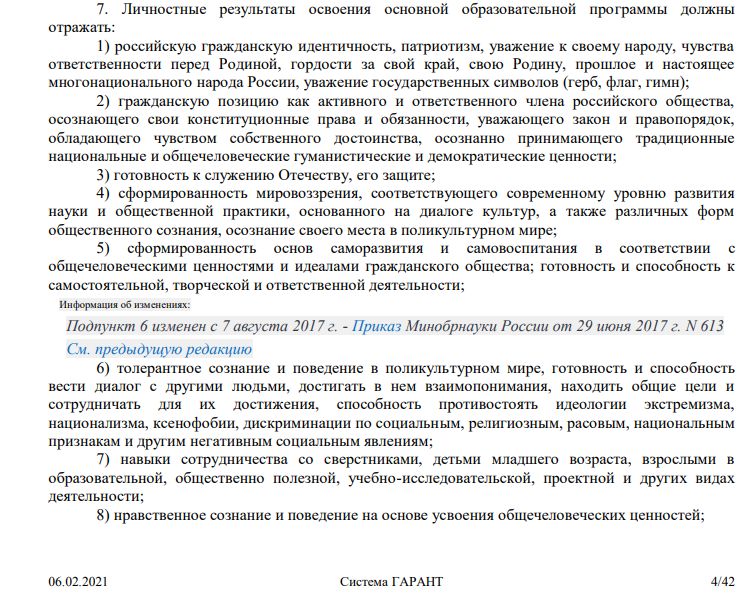 7. Личностные результаты освоения основной образовательной программы должны
отражать:
1) российскую гражданскую идентичность, патриотизм, уважение к своему народу, чувства
ответственности перед Родиной, гордости за свой край, свою Родину, прошлое и настоящее
многонационального народа России, уважение государственных символов (герб, флаг, гимн);
2) гражданскую позицию как активного и ответственного члена российского общества,
осознающего свои конституционные права и обязанности, уважающего закон и правопорядок,
обладающего чувством собственного достоинства, осознанно принимающего традиционные
национальные и общечеловеческие гуманистические и демократические ценности;
3) готовность к служению Отечеству, его защите;
4) сформированность мировоззрения, соответствующего современному уровню развития
науки и общественной практики, основанного на диалоге культур, а также различных форм
общественного сознания, осознание своего места в поликультурном мире;
5) сформированность основ саморазвития и самовоспитания в соответствии с
общечеловеческими ценностями и идеалами гражданского общества; готовность и способность к
самостоятельной, творческой и ответственной деятельности;
Информация об изменениях:
Подпункт 6 изменен с 7 августа 2017 г. - Приказ Минобрнауки России от 29 июня 2017 г. N 613
См. предыдущую редакцию
6) толерантное сознание и поведение в поликультурном мире, готовность и способность
вести диалог с другими людьми, достигать в нем взаимопонимания, находить общие цели и
сотрудничать для их достижения, способность противостоять идеологии экстремизма,
национализма, ксенофобии, дискриминации по социальным, религиозным, расовым, национальным
признакам и другим негативным социальным явлениям;
7) навыки сотрудничества со сверстниками, детьми младшего возраста, взрослыми в
образовательной, общественно полезной, учебно-исследовательской, проектной и других видах
деятельности;
8) нравственное сознание и поведение на основе усвоения общечеловеческих ценностей;
06.02.2021 Система ГАРАНТ 4/42